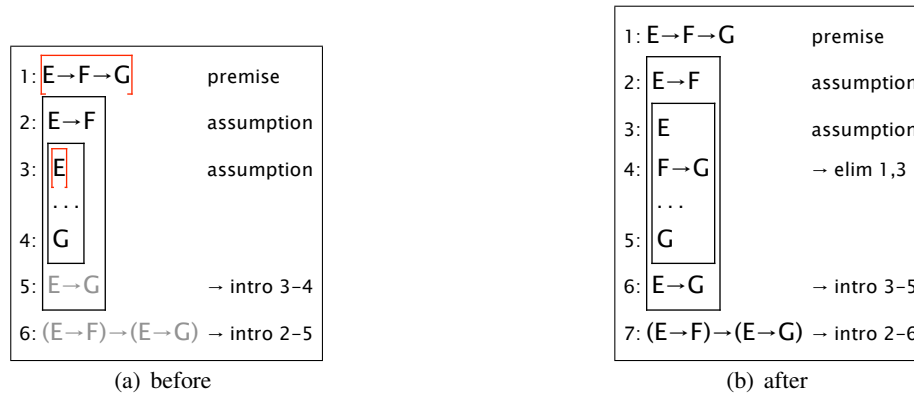 1: E→F→G premise
2: E→F assumption
3: E assumption
...
4: G
5: E→G → intro 3–4
6: (E→F)→(E→G) → intro 2–5
(a) before
1: E→F→G premise
2: E→F assumption
3: E assumption
4: F→G → elim 1,3
...
5: G
6: E→G → intro 3–5
7: (E→F)→(E→G) → intro 2–6
(b) after